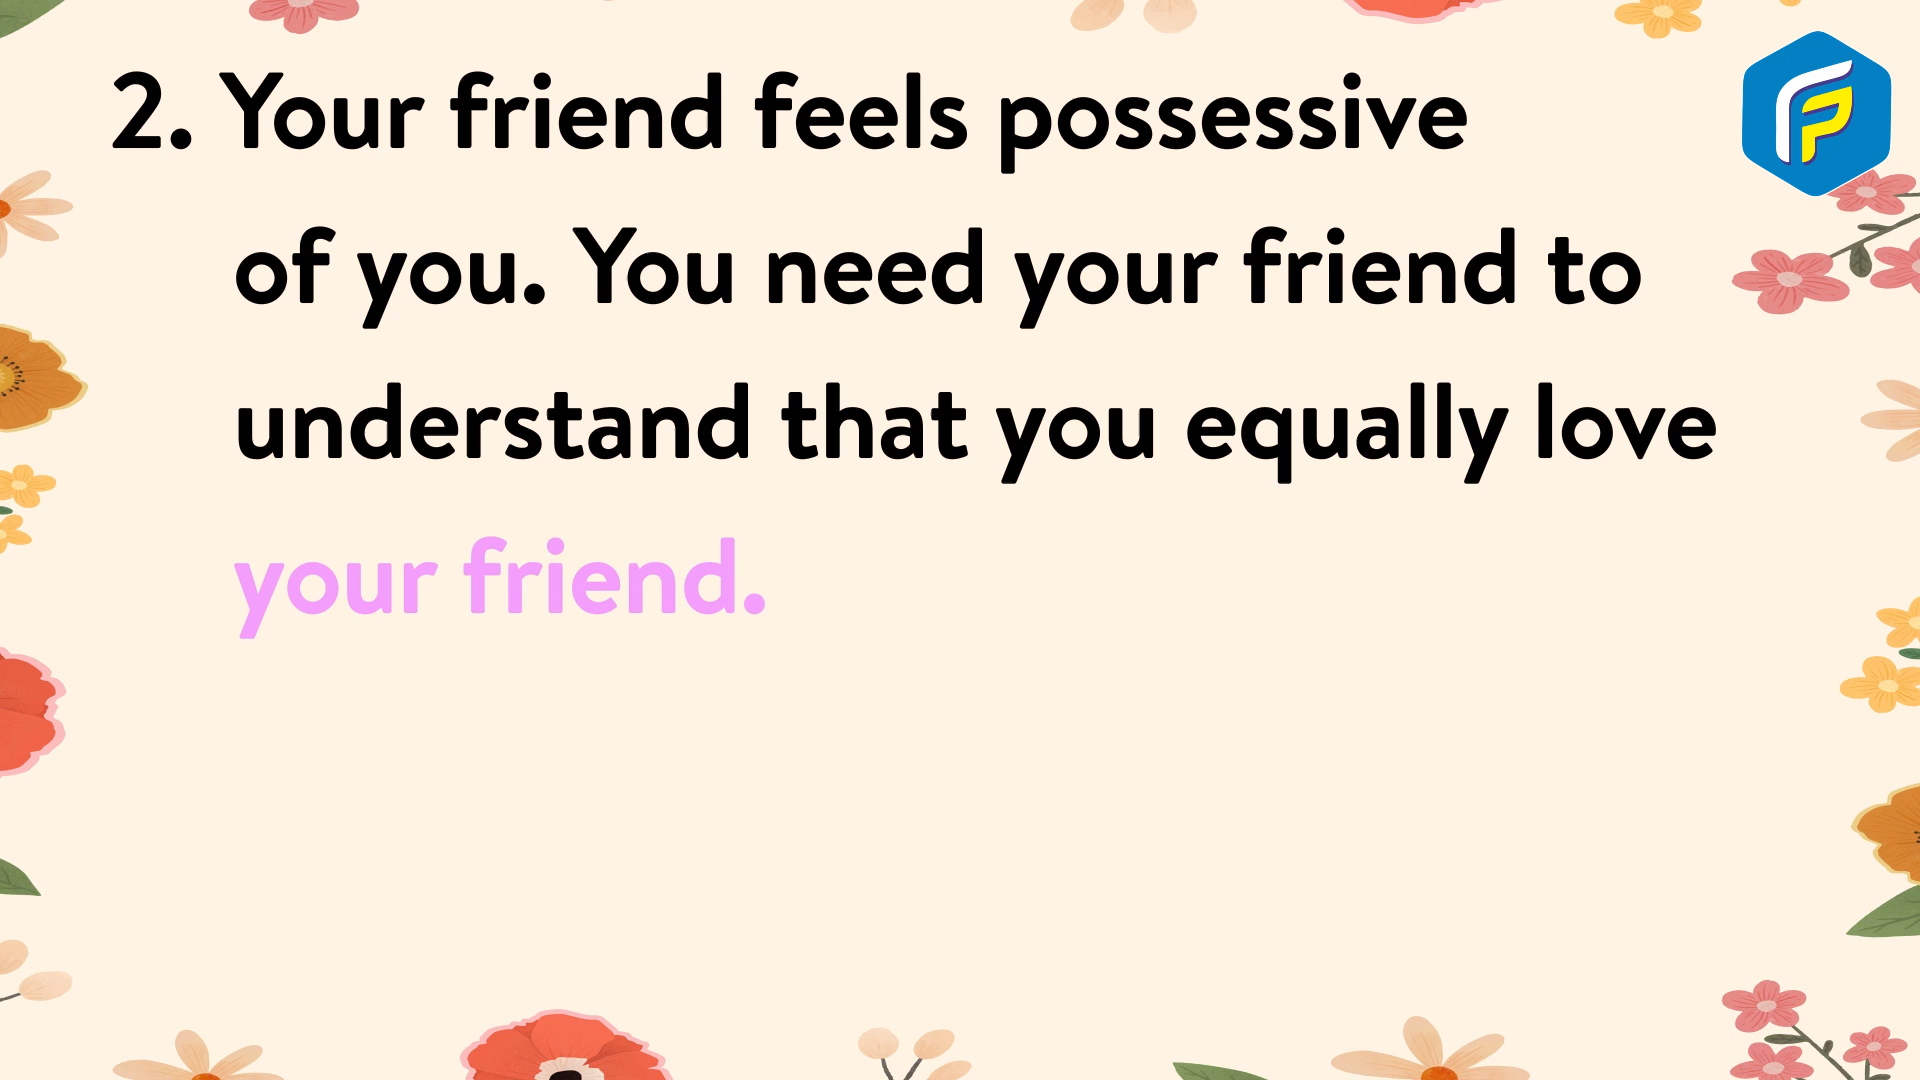 2. Your friend feels possessive
of you. You need your friend to
understand that you equally love
your friend.